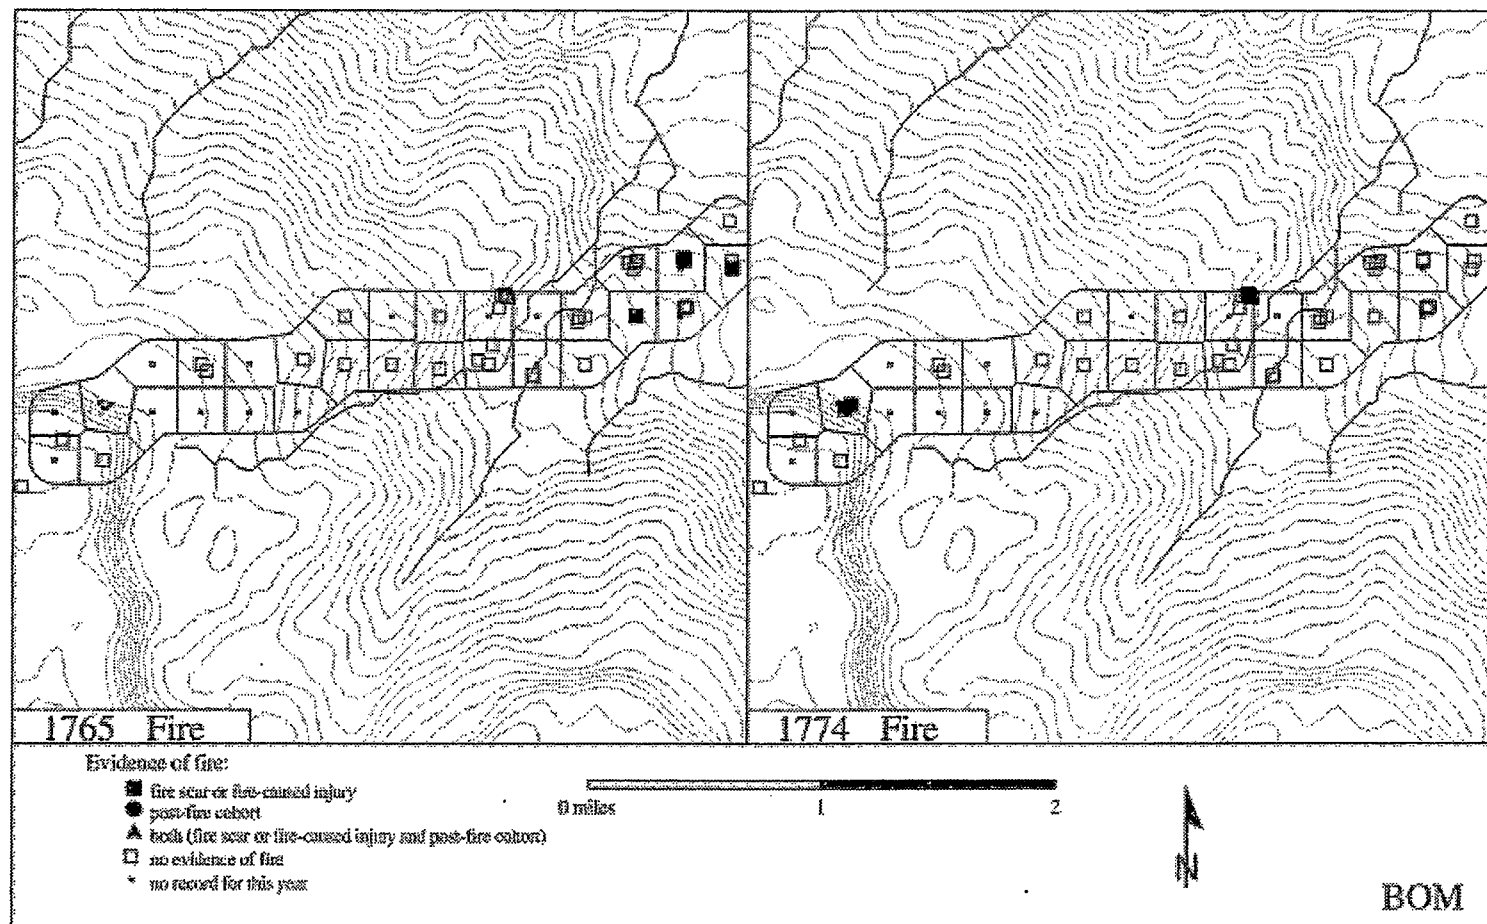 1765 Fire
1774 Fire
Evidence of fire:
fire scar or fire-caused injury
post-fire cohort
both (fire scar or fire-caused injury and post-fire cohort)
no evidence of fire
no record for this year
0 miles 1 2
N
BOM